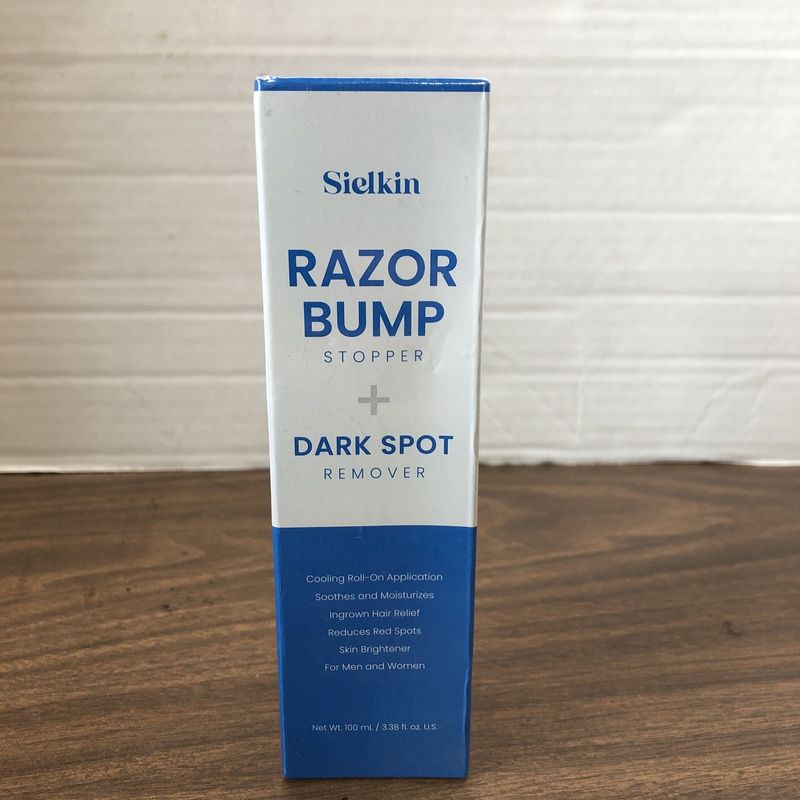 Sielkin
RAZOR
BUMP
STOPPER
+
DARK SPOT
REMOVER
Cooling Roll-On Application
Soothes and Moisturizes
Ingrown Hair Relief
Reduces Red Spots
Skin Brightener
For Men and Women
Net Wt. 100 mL / 3.38 fl. oz. U.S.